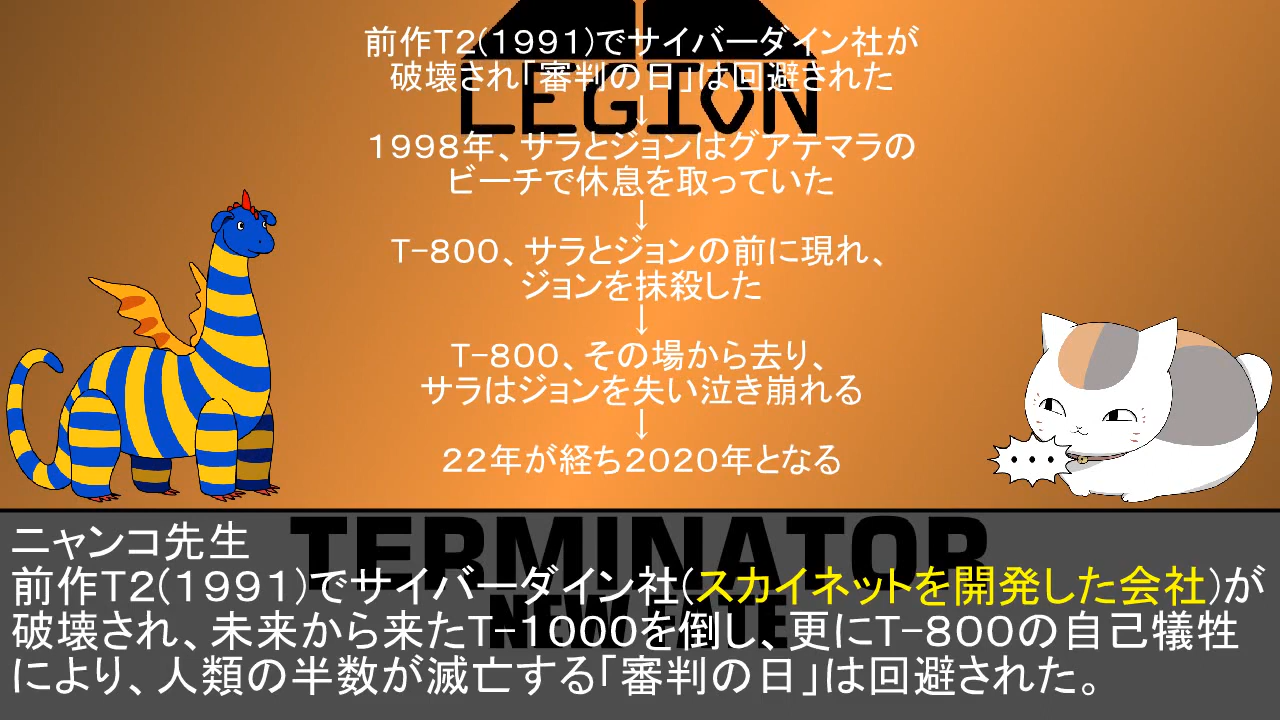 LEGION
前作T2(1991)でサイバーダイン社が
破壊され「審判の日」は回避された
↓
1998年、サラとジョンはグアテマラの
ビーチで休息を取っていた
↓
T-800、サラとジョンの前に現れ、
ジョンを抹殺した
↓
T-800、その場から去り、
サラはジョンを失い泣き崩れる
↓
22年が経ち2020年となる
・・・
TERMINATOR
NEW FATE
ニャンコ先生
前作T2(1991)でサイバーダイン社(スカイネットを開発した会社)が
破壊され、未来から来たT-1000を倒し、更にT-800の自己犠牲
により、人類の半数が滅亡する「審判の日」は回避された。